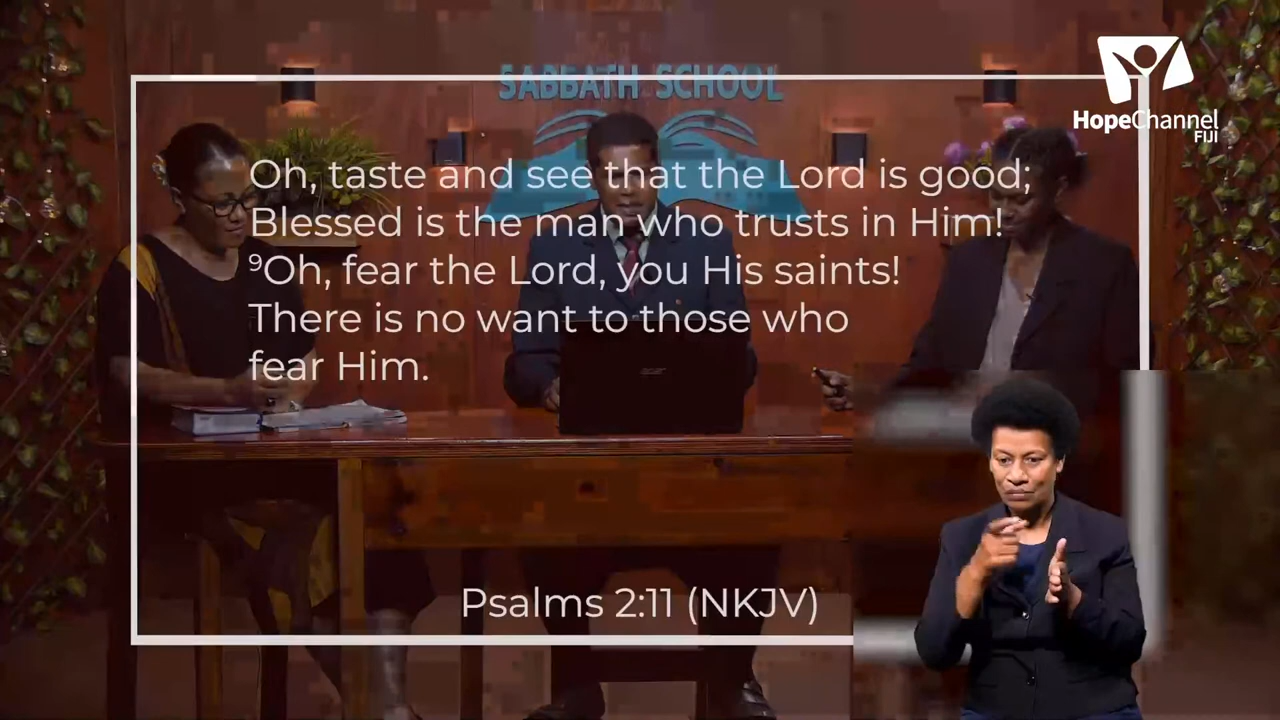 SABBATH SCHOOL
HopeChannel
FIJI
Oh, taste and see that the Lord is good;
Blessed is the man who trusts in Him!
⁹Oh, fear the Lord, you His saints!
There is no want to those who
fear Him.
Psalms 2:11 (NKJV)